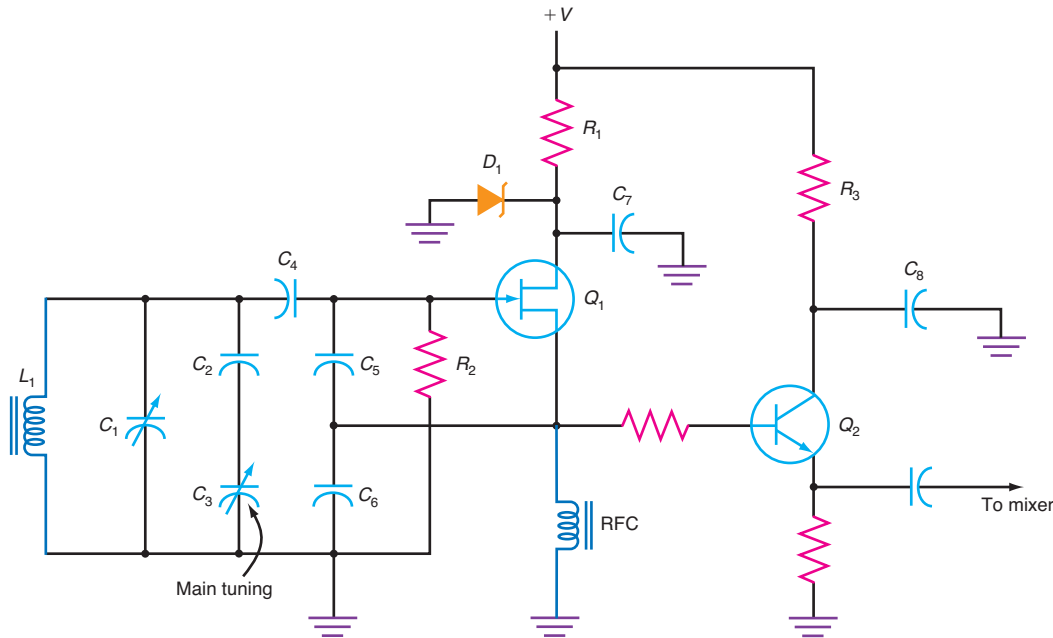 +V
R1
D1
R3
C7
C4
C8
Q1
C2
C5
R2
L1
C1
Q2
C3
C6
To mixer
RFC
Main tuning